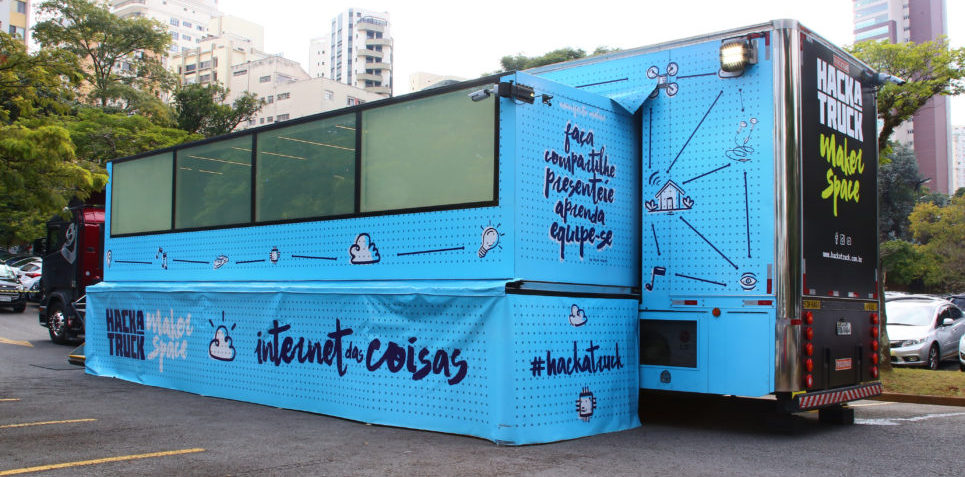 faça
compartilhe
presenteie
aprenda
equipe-se
HACKA
TRUCK
maker
space
www.hackatruck.com.br
HACKA
TRUCK
maker
space
internet das coisas
#hackatruck